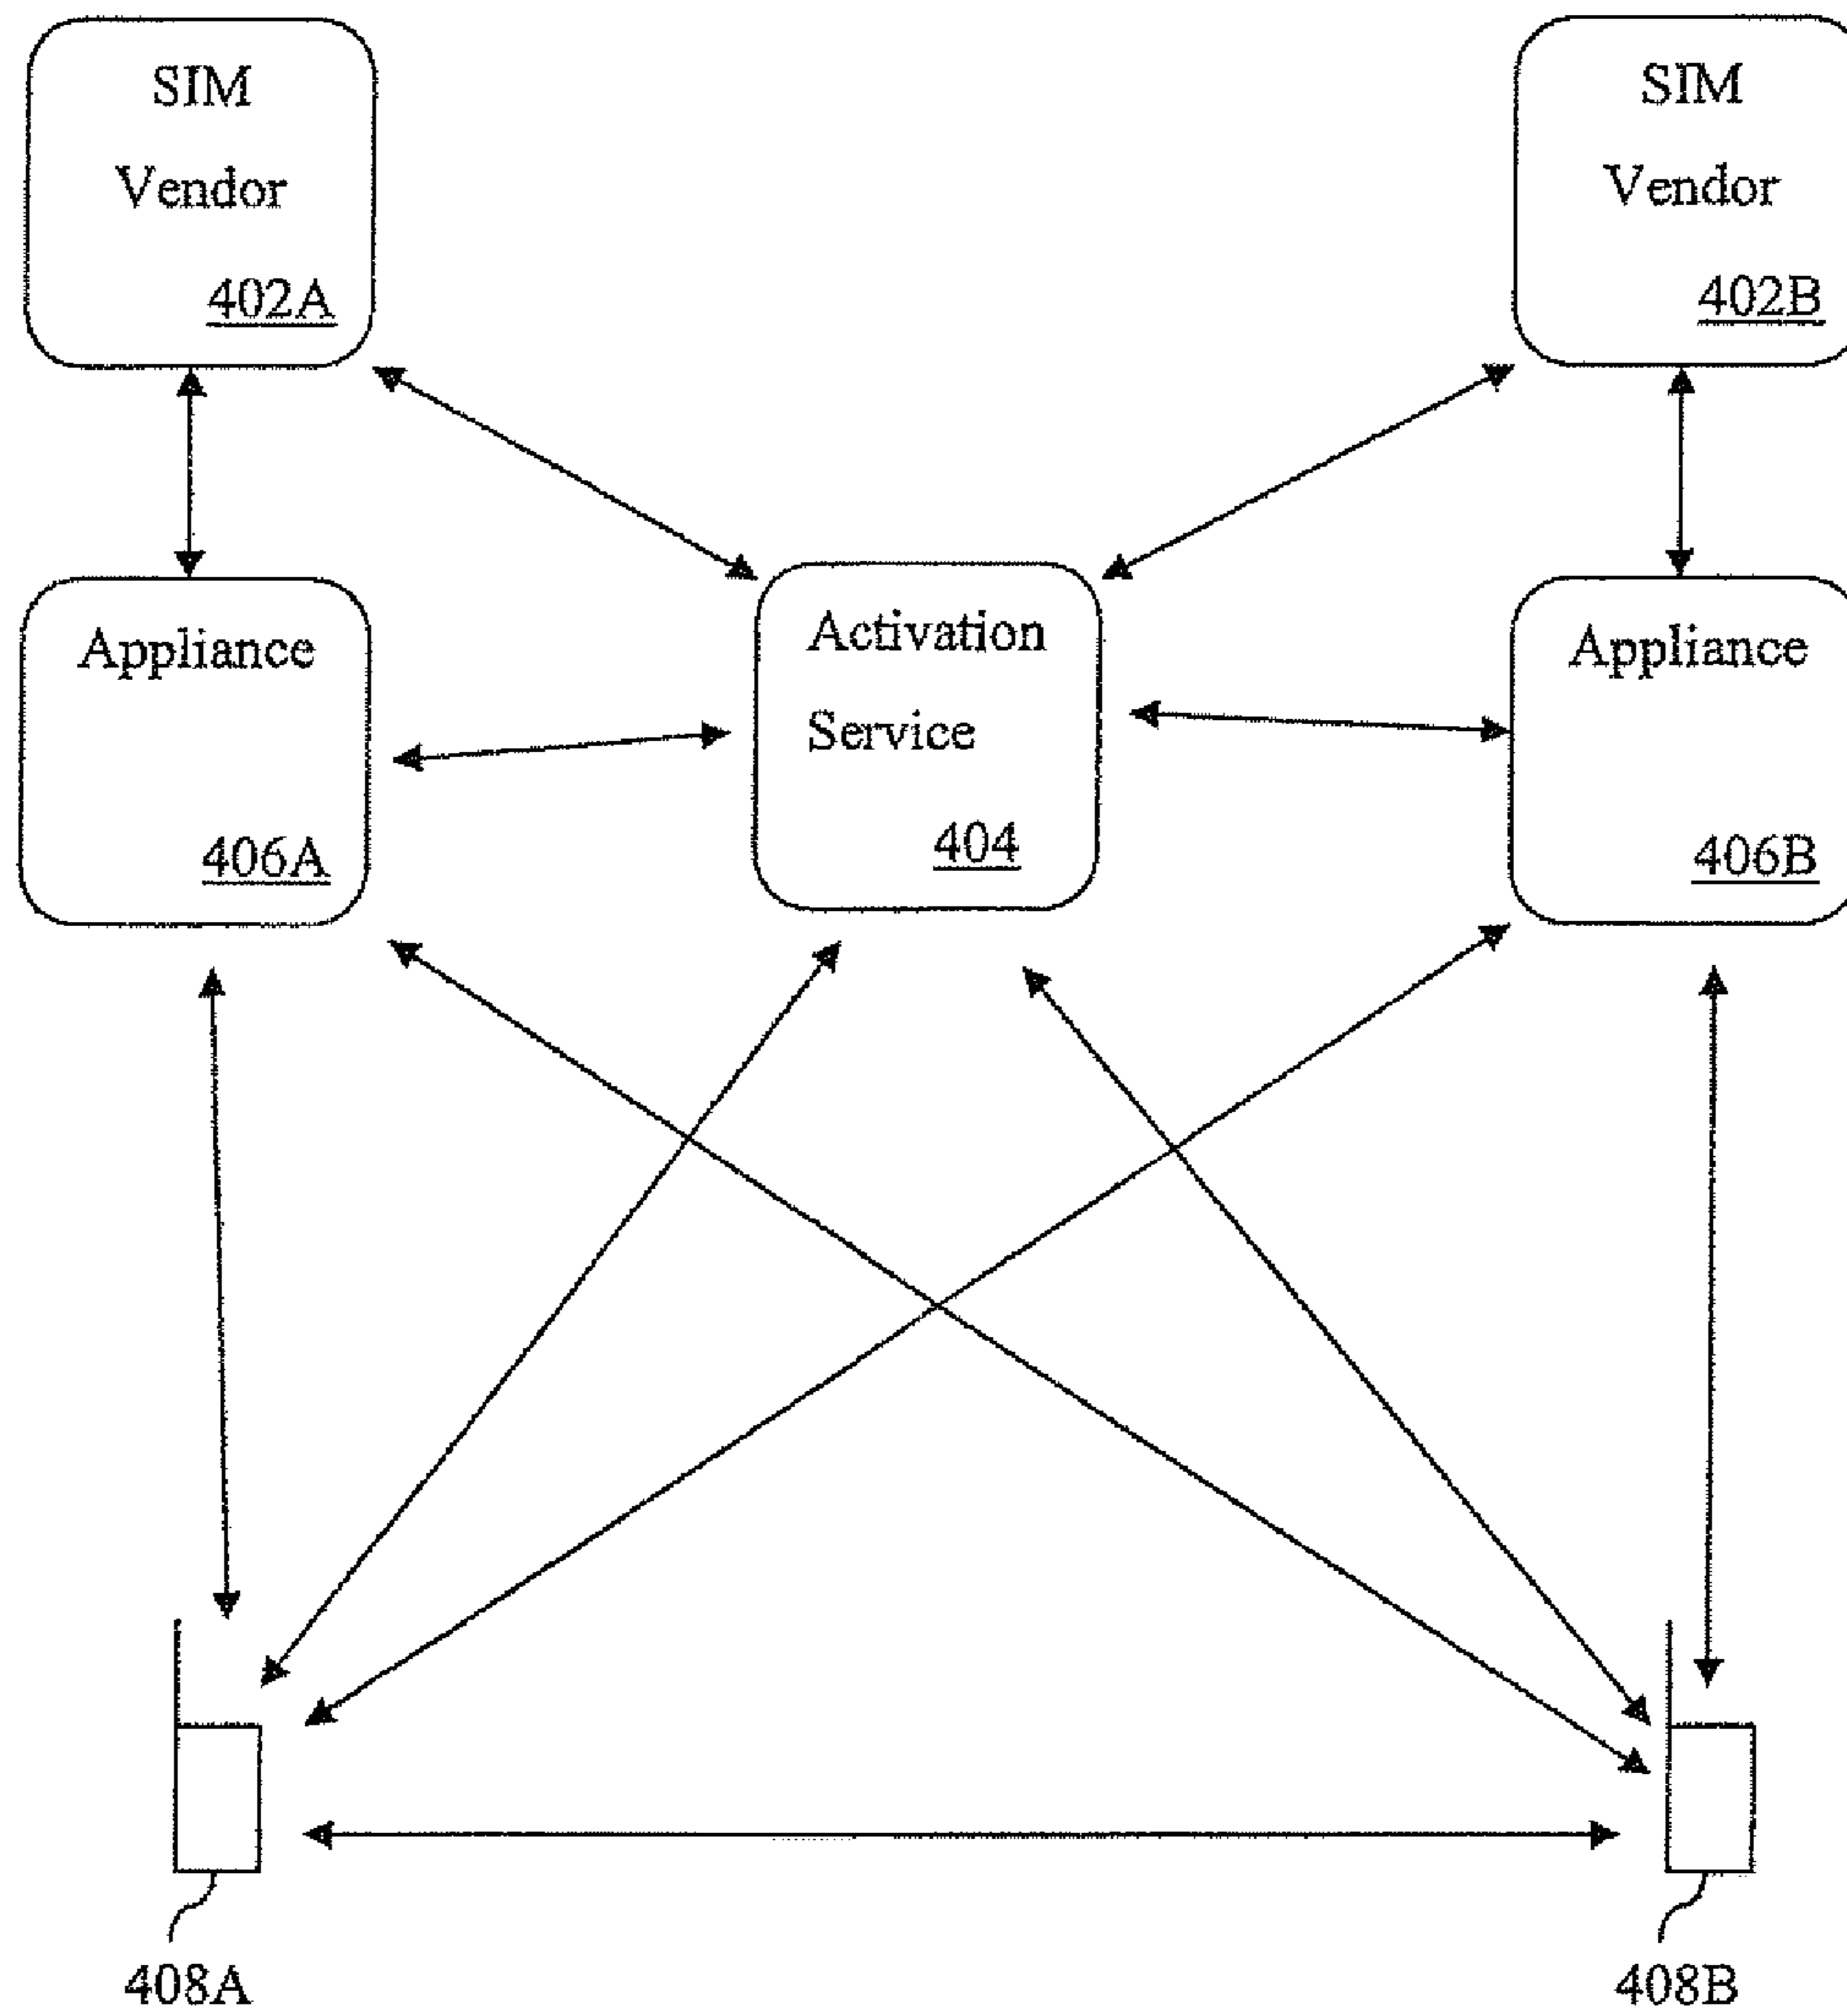 SIM
Vendor
402A
SIM
Vendor
402B
Appliance
406A
Activation
Service
404
Appliance
406B
408A
408B